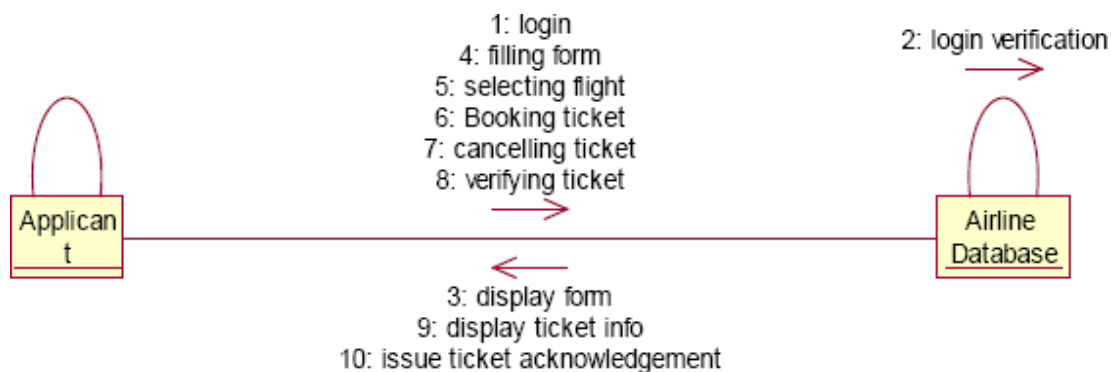 1: login
4: filling form
5: selecting flight
6: Booking ticket
7: cancelling ticket
8: verifying ticket
2: login verification
Applican
t
Airline
Database
3: display form
9: display ticket info
10: issue ticket acknowledgement